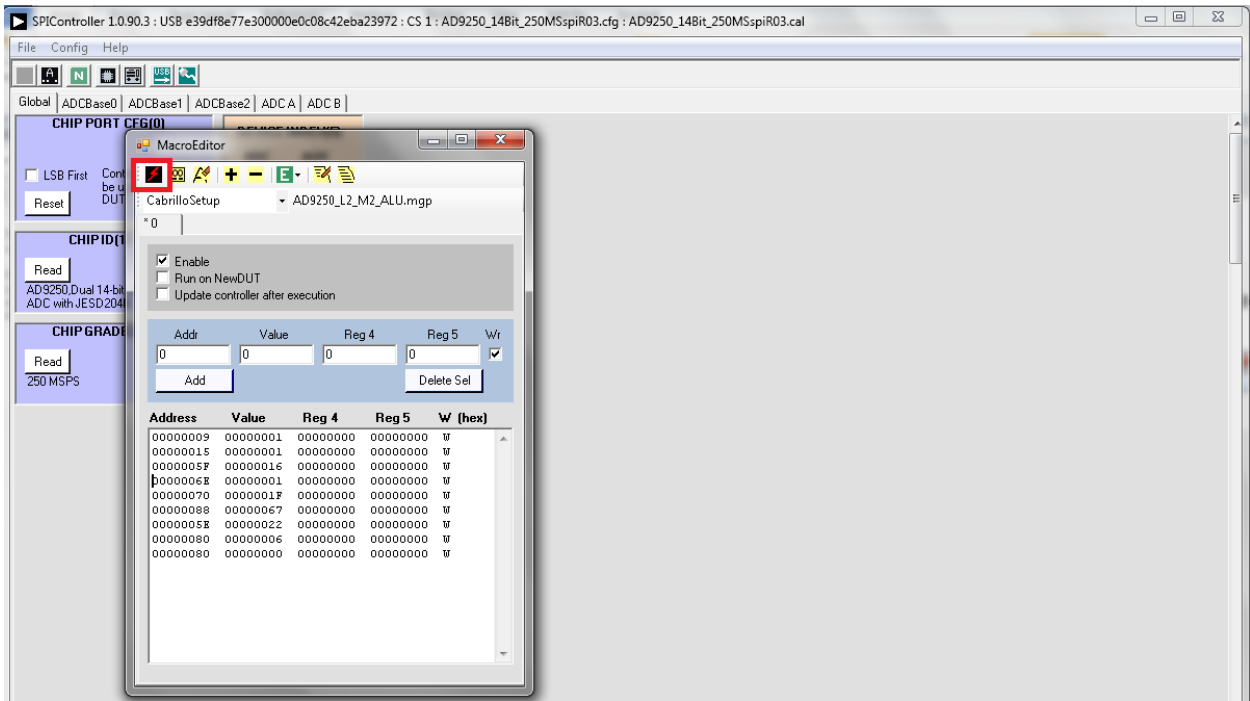 SPIController 1.0.90.3 : USB e39df8e77e300000e0c08c42eba23972 : CS 1 : AD9250_14Bit_250MSspiR03.cfg : AD9250_14Bit_250MSspiR03.cal
File Config Help
Global ADCBase0 ADCBase1 ADCBase2 ADC A ADC B
CHIP PORT CFG(0)
LSB First
Reset
DUT
CHIP ID(1
Read
AD9250,Dual 14-bit
ADC with JESD204
CHIP GRADE
Read
250 MSPS
MacroEditor
CabrilloSetup AD9250_L2_M2_ALU.mgp
* 0
Enable
Run on NewDUT
Update controller after execution
Addr Value Reg 4 Reg 5 Wr
0 0 0 0
Add Delete Sel
Address Value Reg 4 Reg 5 W (hex)
00000009 00000001 00000000 00000000 W
00000015 00000001 00000000 00000000 W
0000005F 00000016 00000000 00000000 W
0000006E 00000001 00000000 00000000 W
00000070 0000001F 00000000 00000000 W
00000088 00000067 00000000 00000000 W
0000005E 00000022 00000000 00000000 W
00000080 00000006 00000000 00000000 W
00000080 00000000 00000000 00000000 W